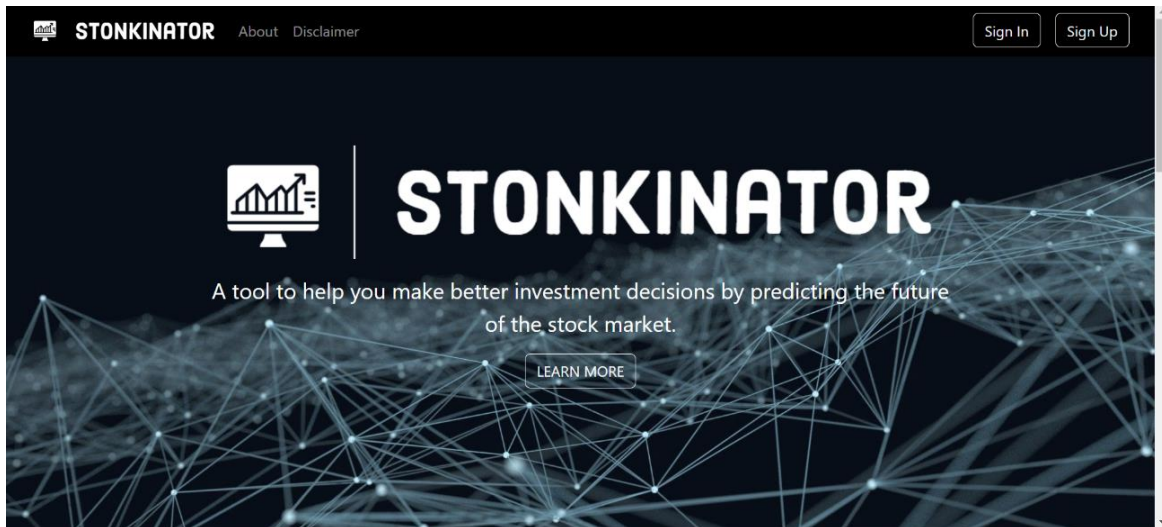 STONKINATOR About Disclaimer Sign In Sign Up
STONKINATOR
A tool to help you make better investment decisions by predicting the future
of the stock market.
LEARN MORE